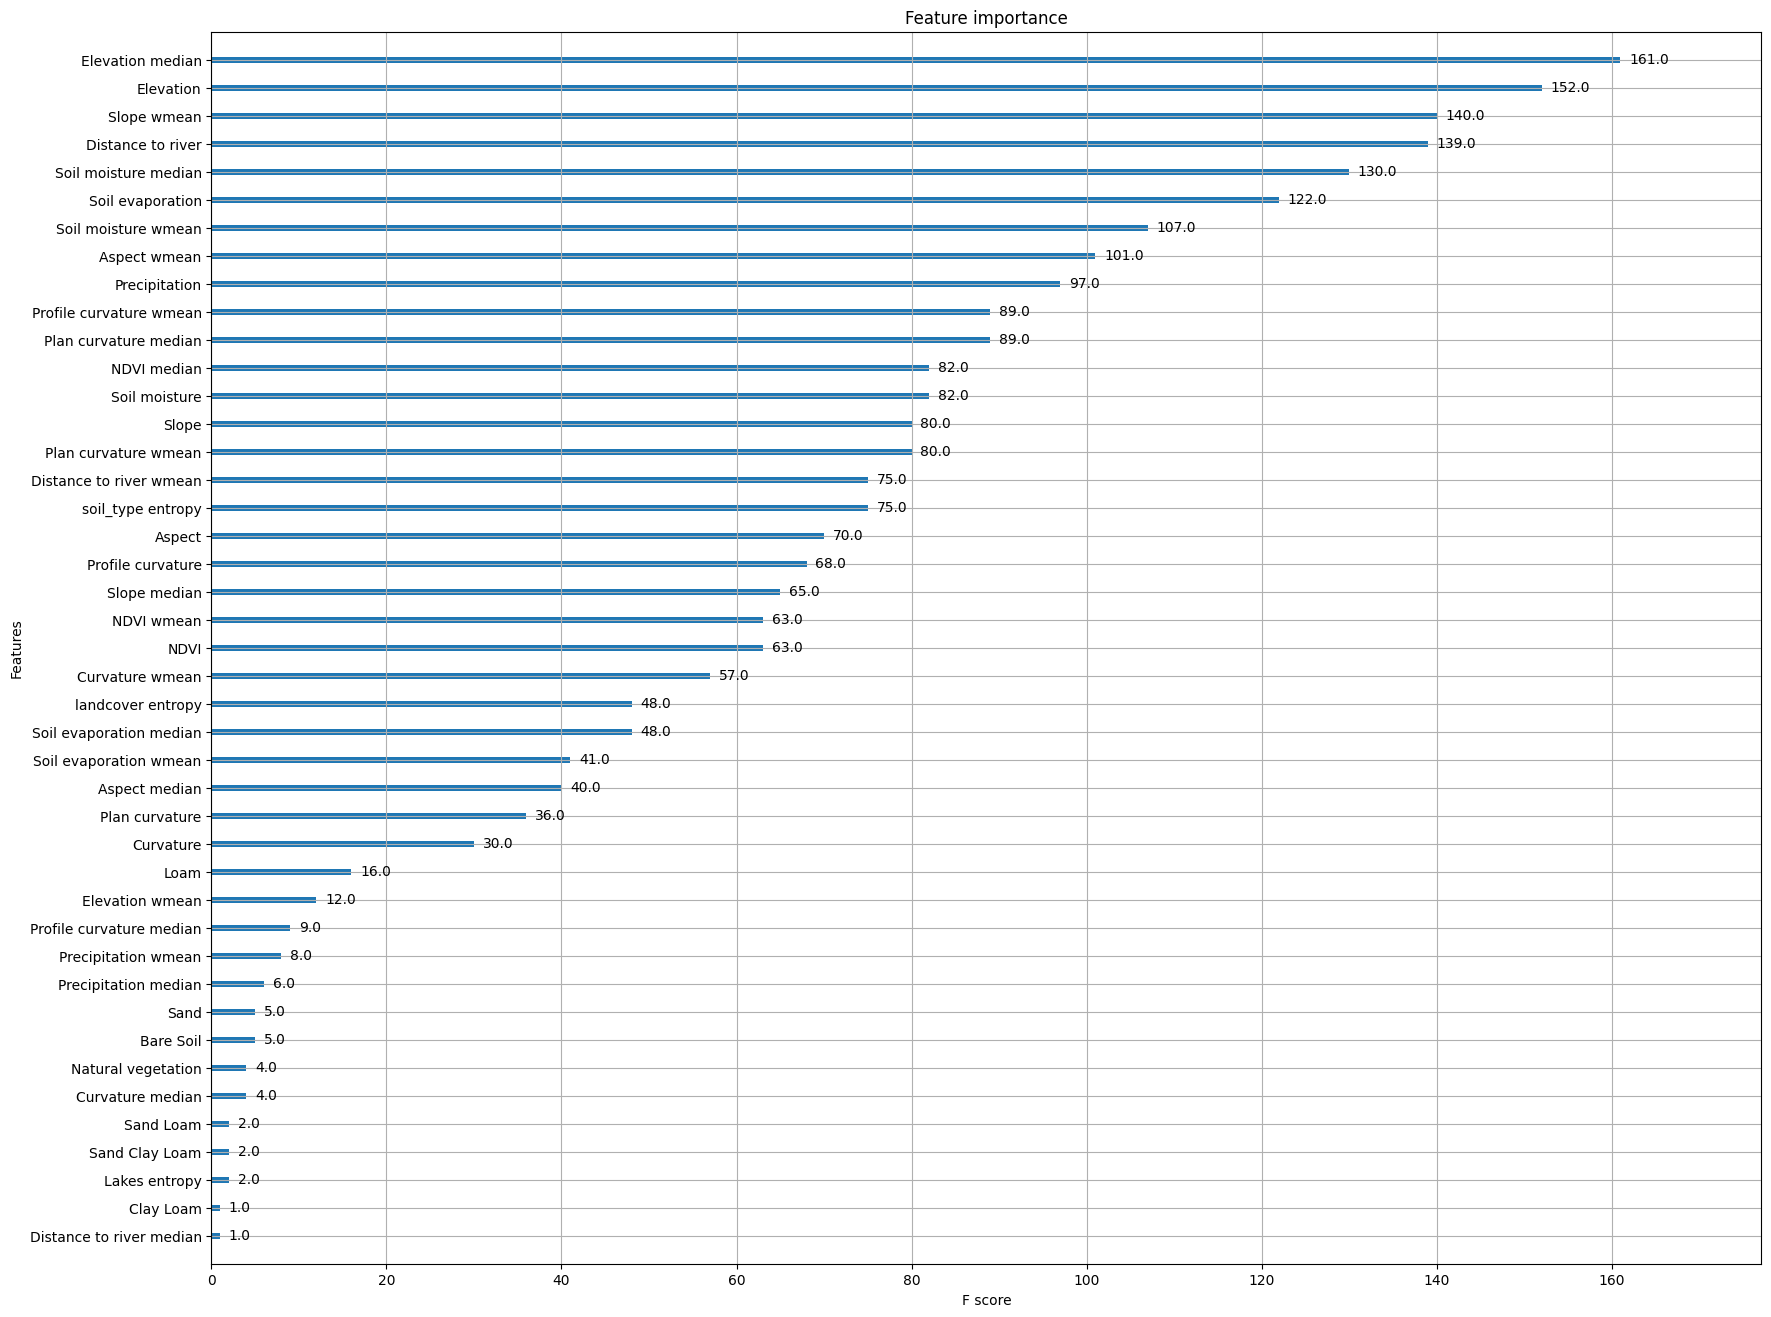 Feature importance
Elevation median 161.0
Elevation 152.0
Slope wmean 140.0
Distance to river 139.0
Soil moisture median 130.0
Soil evaporation 122.0
Soil moisture wmean 107.0
Aspect wmean 101.0
Precipitation 97.0
Profile curvature wmean 89.0
Plan curvature median 89.0
NDVI median 82.0
Soil moisture 82.0
Slope 80.0
Plan curvature wmean 80.0
Distance to river wmean 75.0
soil_type entropy 75.0
Aspect 70.0
Profile curvature 68.0
Slope median 65.0
NDVI wmean 63.0
NDVI 63.0
Curvature wmean 57.0
landcover entropy 48.0
Soil evaporation median 48.0
Soil evaporation wmean 41.0
Aspect median 40.0
Plan curvature 36.0
Curvature 30.0
Loam 16.0
Elevation wmean 12.0
Profile curvature median 9.0
Precipitation wmean 8.0
Precipitation median 6.0
Sand 5.0
Bare Soil 5.0
Natural vegetation 4.0
Curvature median 4.0
Sand Loam 2.0
Sand Clay Loam 2.0
Lakes entropy 2.0
Clay Loam 1.0
Distance to river median 1.0
Features
0 20 40 60 80 100 120 140 160
F score